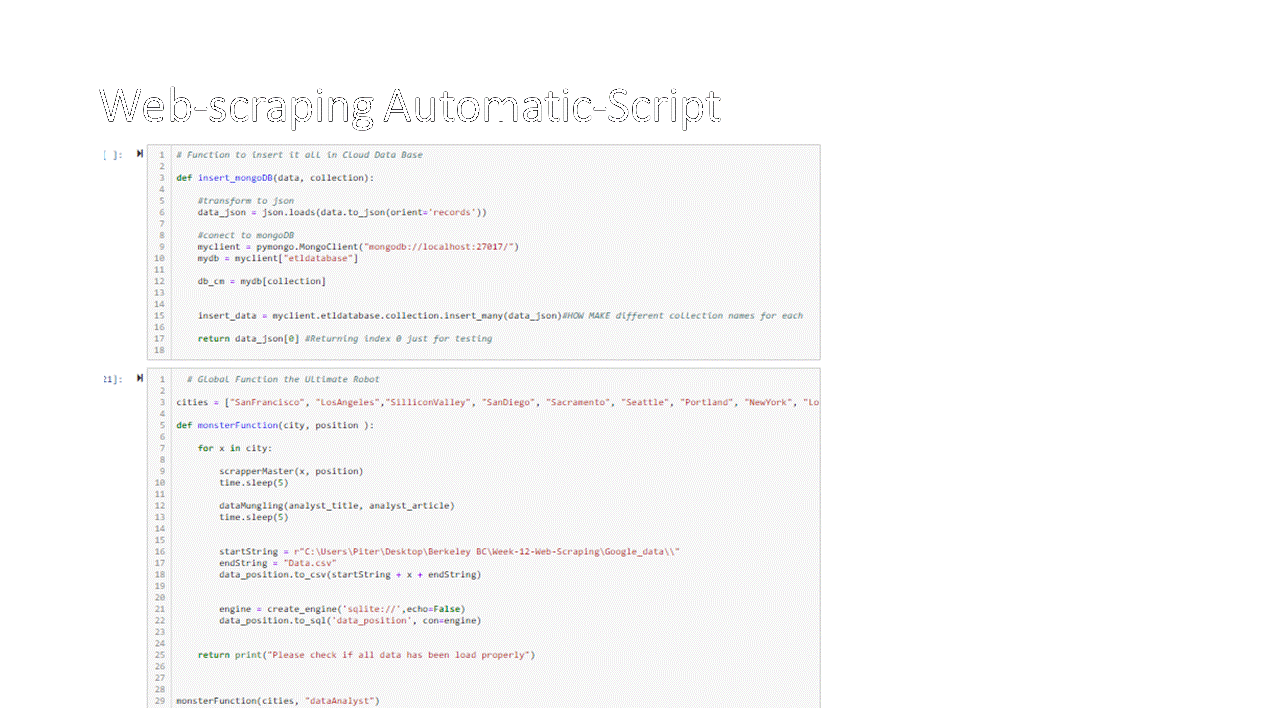 Web-scraping Automatic-Script
[ ]:
1 # Function to insert it all in Cloud Data Base
2
3 def insert_mongoDB(data, collection):
4
5 #transform to json
6 data_json = json.loads(data.to_json(orient='records'))
7
8 #conect to mongoDB
9 myclient = pymongo.MongoClient("mongodb://localhost:27017/")
10 mydb = myclient["etldatabase"]
11
12 db_cm = mydb[collection]
13
14
15 insert_data = myclient.etldatabase.collection.insert_many(data_json)#HOW MAKE different collection names for each
16
17 return data_json[0] #Returning index 0 just for testing
18
21]:
1 # Global Function the Ultimate Robot
2
3 cities = ["SanFrancisco", "LosAngeles","SilliconValley", "SanDiego", "Sacramento", "Seattle", "Portland", "NewYork", "Lo
4
5 def monsterFunction(city, position ):
6
7 for x in city:
8
9 scrapperMaster(x, position)
10 time.sleep(5)
11
12 dataMungling(analyst_title, analyst_article)
13 time.sleep(5)
14
15
16 startString = r"C:\Users\Piter\Desktop\Berkeley BC\Week-12-Web-Scraping\Google_data\\"
17 endString = "Data.csv"
18 data_position.to_csv(startString + x + endString)
19
20
21 engine = create_engine('sqlite://',echo=False)
22 data_position.to_sql('data_position', con=engine)
23
24
25 return print("Please check if all data has been load properly")
26
27
28
29 monsterFunction(cities, "dataAnalyst")